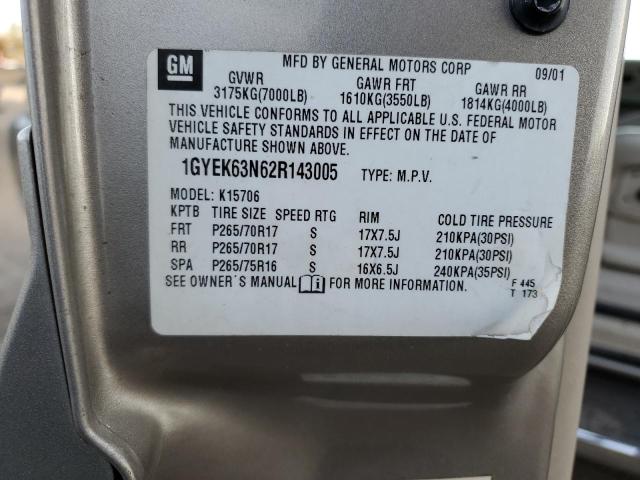 GM
MFD BY GENERAL MOTORS CORP 09/01
GVWR GAWR FRT GAWR RR
3175KG(7000LB) 1610KG(3550LB) 1814KG(4000LB)
THIS VEHICLE CONFORMS TO ALL APPLICABLE U.S. FEDERAL MOTOR
VEHICLE SAFETY STANDARDS IN EFFECT ON THE DATE OF
MANUFACTURE SHOWN ABOVE.
1GYEK63N62R143005 TYPE: M.P.V.
MODEL: K15706
KPTB TIRE SIZE SPEED RTG RIM COLD TIRE PRESSURE
FRT P265/70R17 S 17X7.5J 210KPA(30PSI)
RR P265/70R17 S 17X7.5J 210KPA(30PSI)
SPA P265/75R16 S 16X6.5J 240KPA(35PSI)
SEE OWNER'S MANUAL FOR MORE INFORMATION.
F 445
T 173